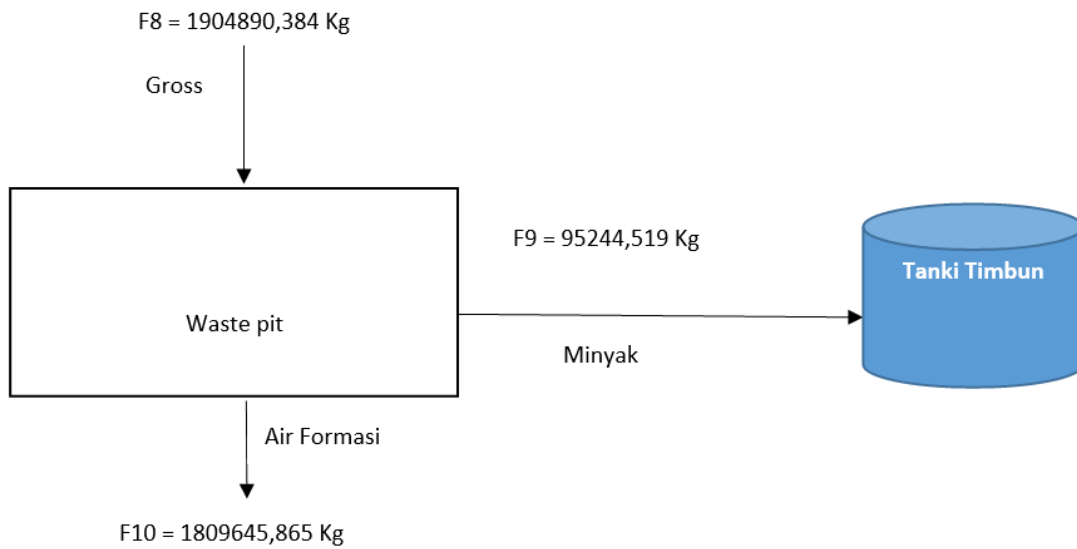 F8 = 1904890,384 Kg
Gross
F9 = 95244,519 Kg
Tanki Timbun
Waste pit
Minyak
Air Formasi
F10 = 1809645,865 Kg